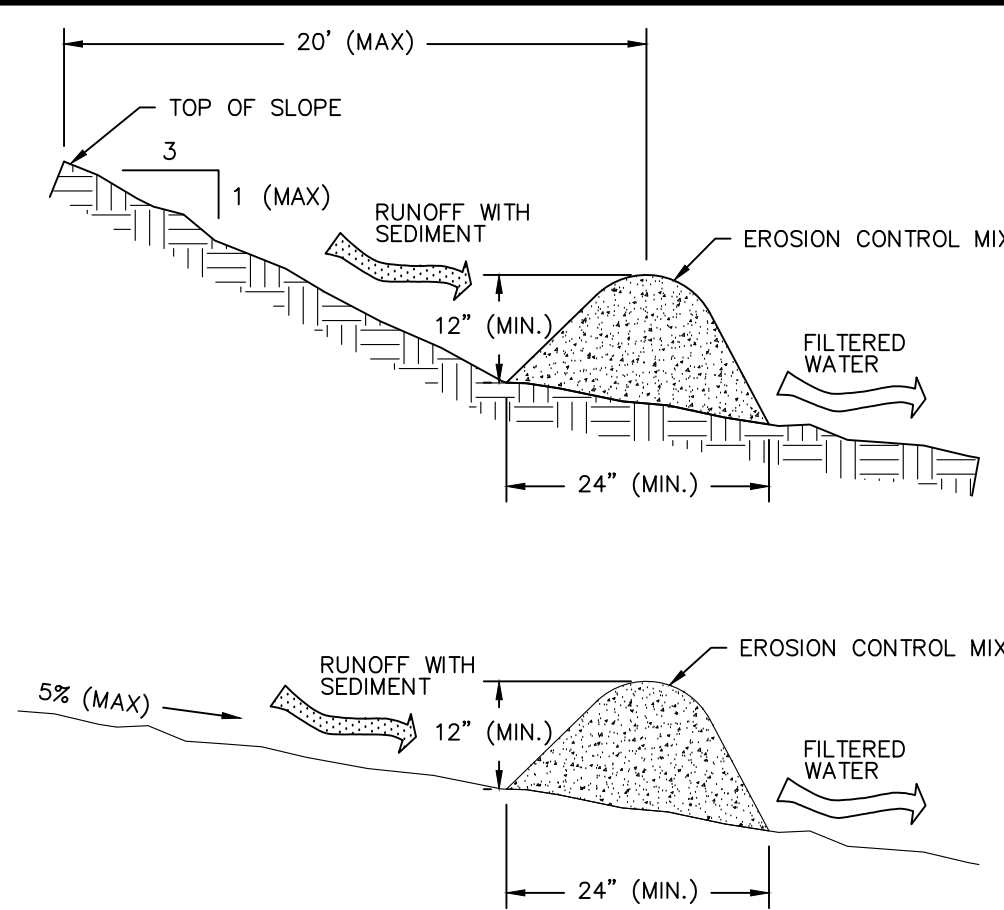 20' (MAX)
TOP OF SLOPE
3
1 (MAX)
RUNOFF WITH
SEDIMENT
EROSION CONTROL MIX
12" (MIN.)
FILTERED
WATER
24" (MIN.)
EROSION CONTROL MIX
RUNOFF WITH
SEDIMENT
5% (MAX)
12" (MIN.)
FILTERED
WATER
24" (MIN.)